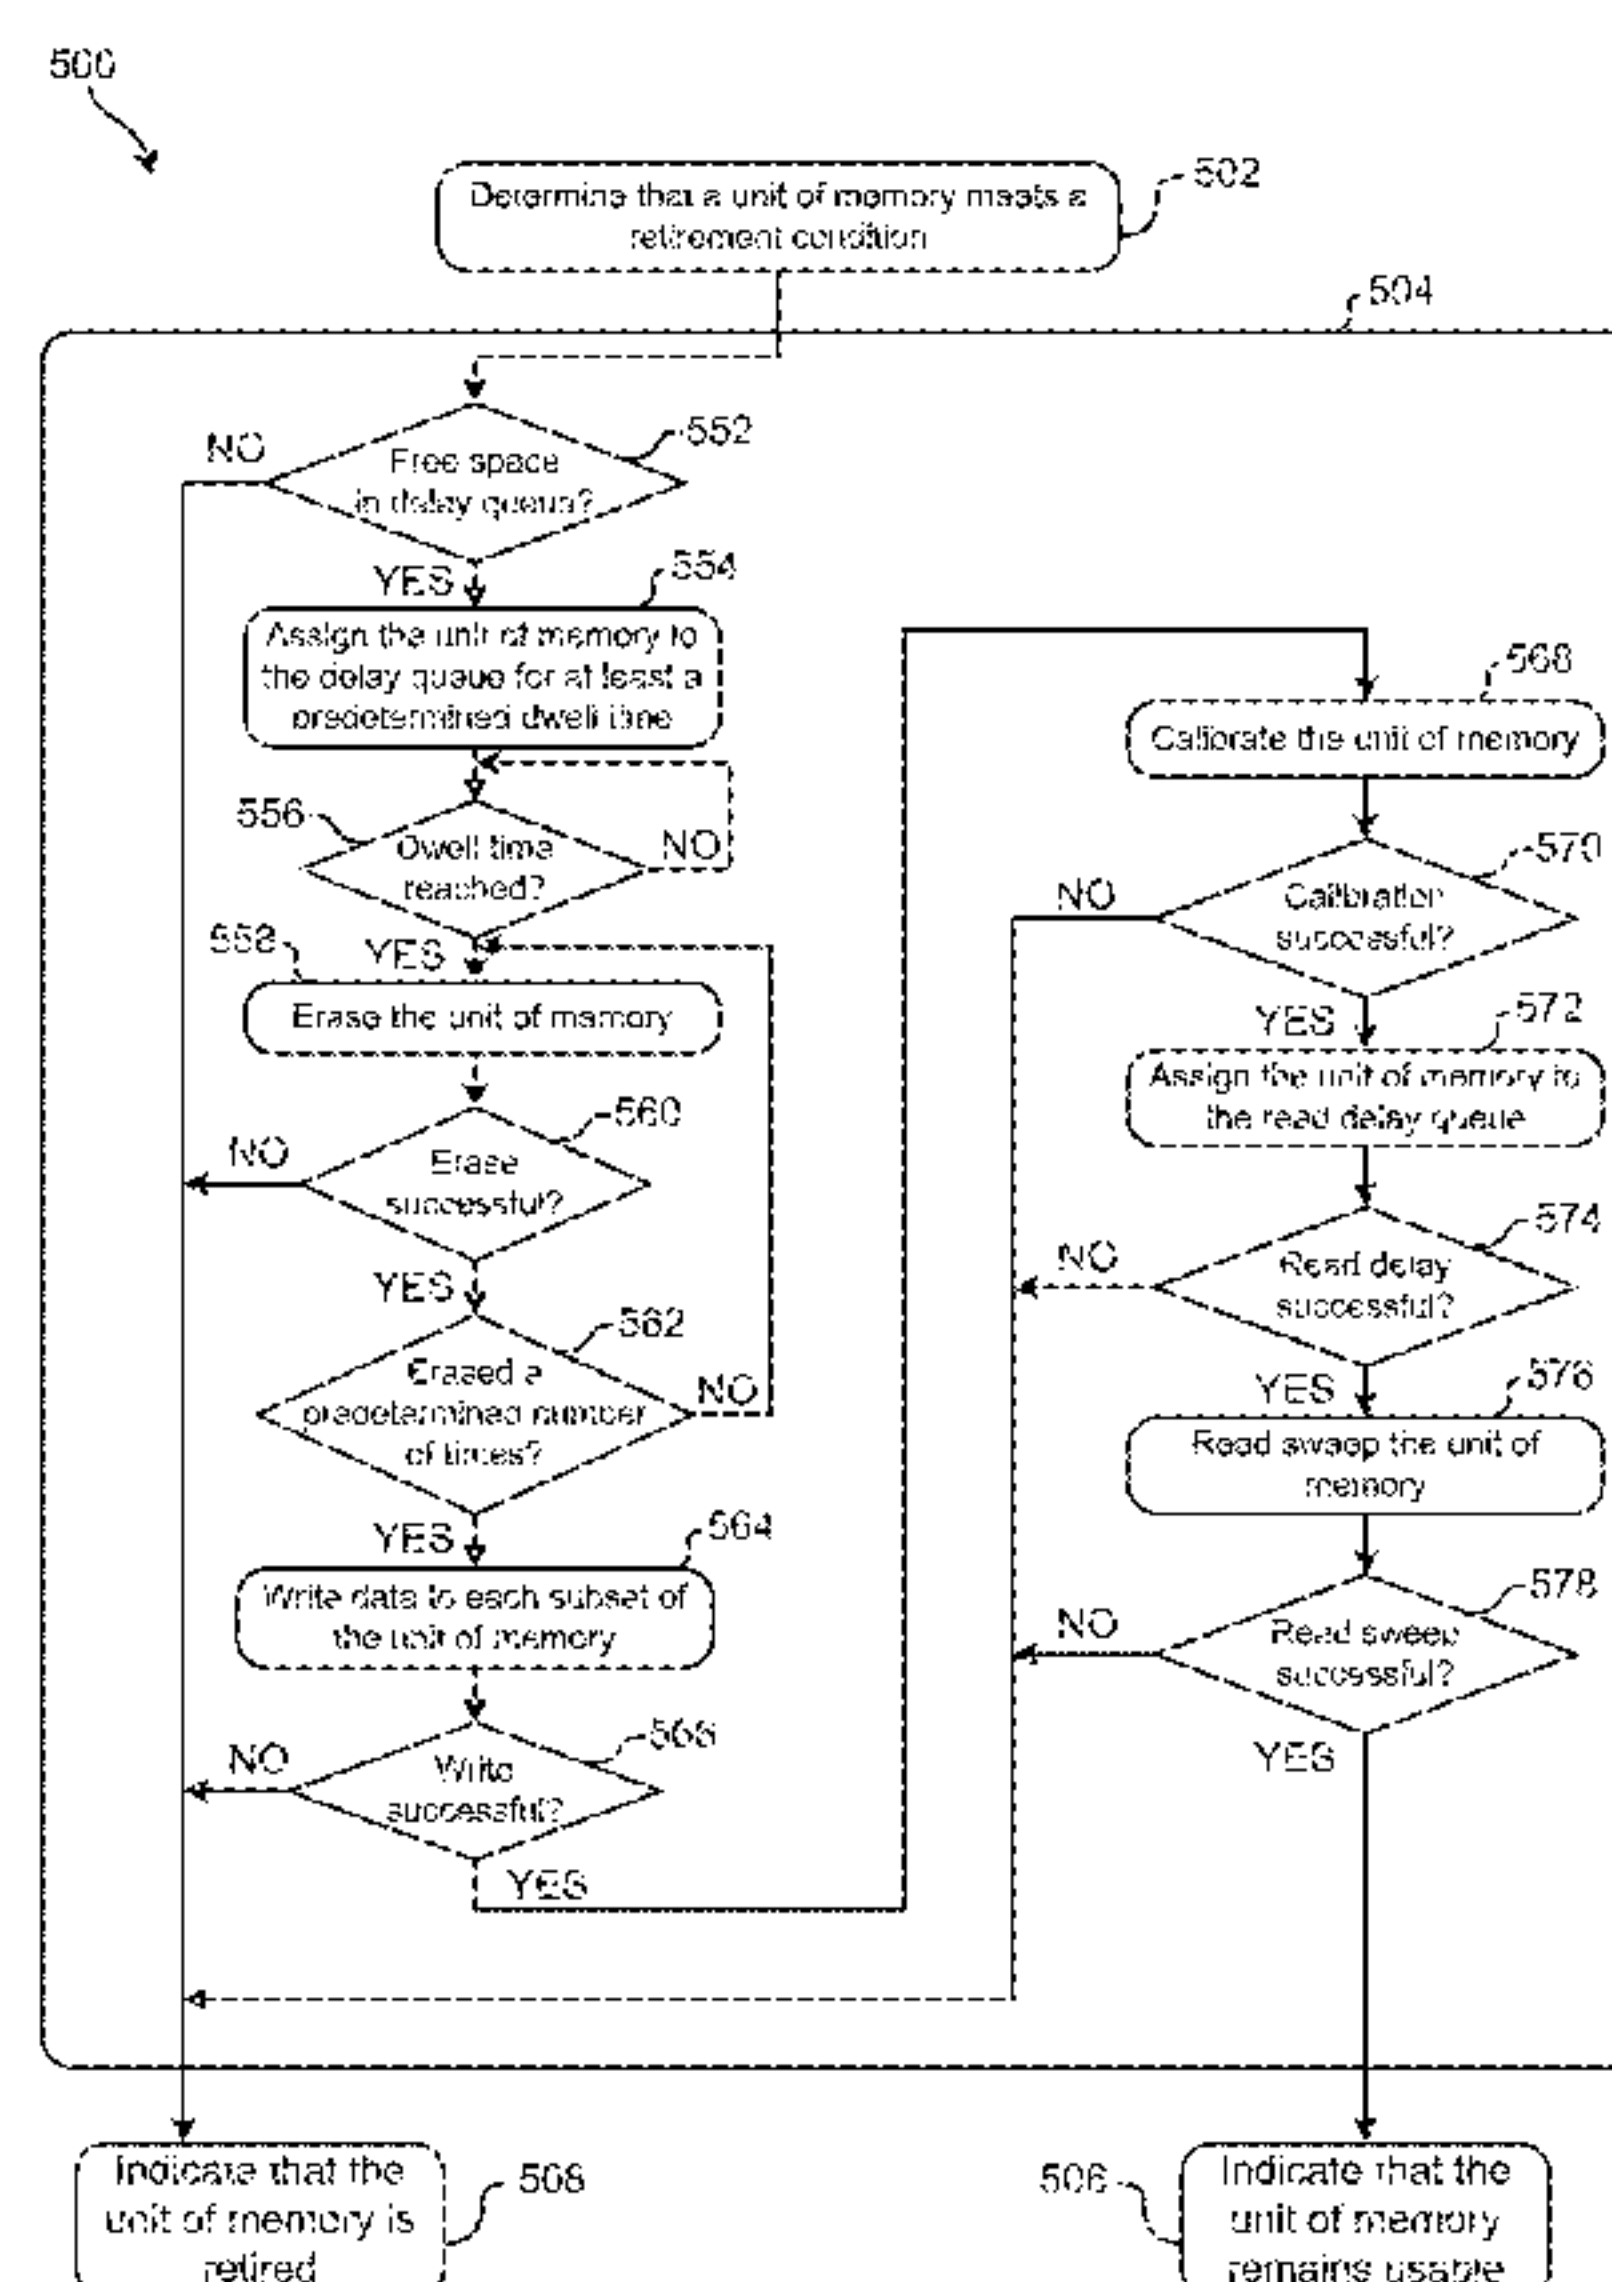 500
502
Determine that a unit of memory meets a
retirement condition
504
552
NO
Free space
in delay queue?
YES
554
Assign the unit of memory to
the delay queue for at least a
predetermined dwell time
556
Dwell time
reached?
NO
558
YES
Erase the unit of memory
560
NO
Erase
successful?
YES
562
Erased a
predetermined number
of times?
NO
YES
564
Write data to each subset of
the unit of memory
566
NO
Write
successful?
YES
568
Calibrate the unit of memory
570
NO
Calibration
successful?
YES
572
Assign the unit of memory to
the read delay queue
574
NO
Read delay
successful?
YES
576
Read sweep the unit of
memory
578
NO
Read sweep
successful?
YES
Indicate that the
unit of memory is
retired
508
506
Indicate that the
unit of memory
remains usable